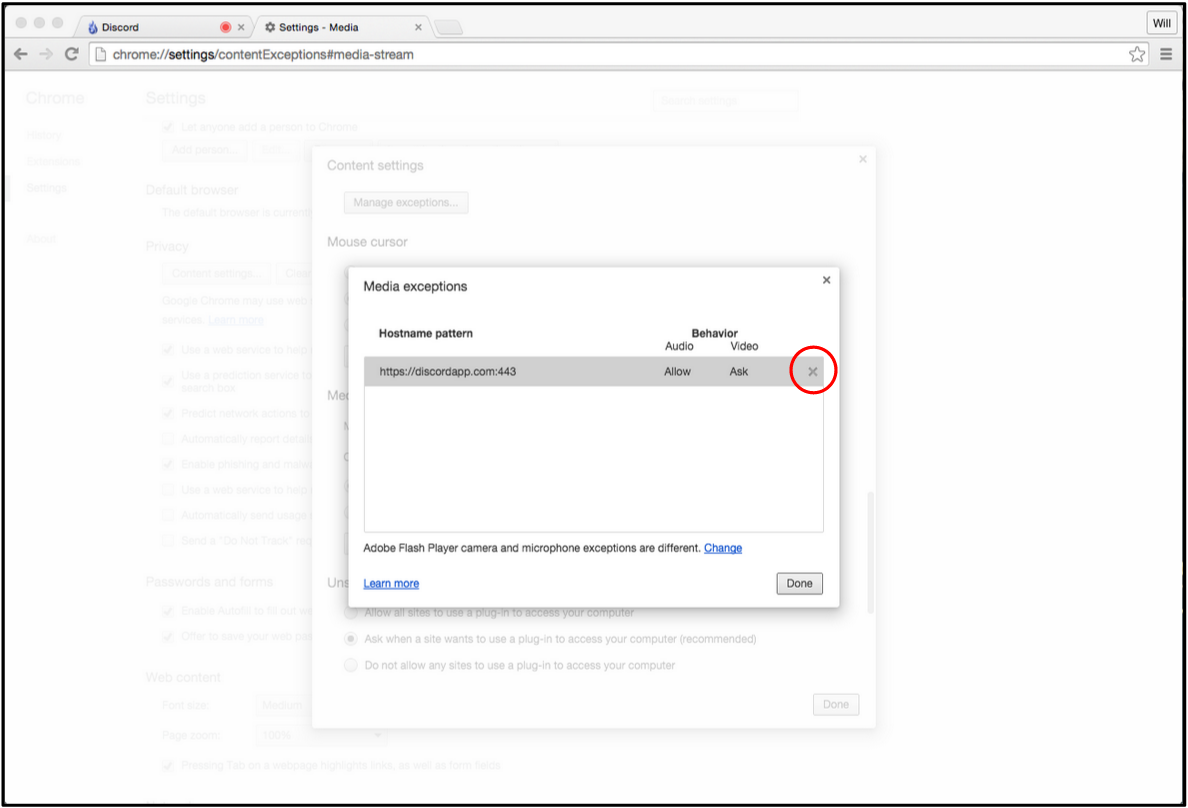 Discord
Settings - Media
Will
chrome://settings/contentExceptions#media-stream
Chrome
Settings
Search settings
History
Extensions
Settings
About
Let anyone add a person to Chrome
Add person...
Default browser
The default browser is currently
Privacy
Content settings...
Google Chrome may use web
services. Learn more
Use a web service to help
Use a prediction service to
search box
Predict network actions to
Automatically report
Enable phishing and
Use a web service to help
Automatically send usage
Send a "Do Not Track"
Passwords and forms
Enable Autofill to fill out
Offer to save your web
Web content
Font size:
Medium
Page zoom:
100%
Pressing Tab on a webpage highlights links, as well as form fields
Content settings
Manage exceptions...
Mouse cursor
Media exceptions
Hostname pattern
Behavior
Audio
Video
https://discordapp.com:443
Allow
Ask
Adobe Flash Player camera and microphone exceptions are different. Change
Learn more
Done
Allow all sites to use a plug-in to access your computer
Ask when a site wants to use a plug-in to access your computer (recommended)
Do not allow any sites to use a plug-in to access your computer
Done